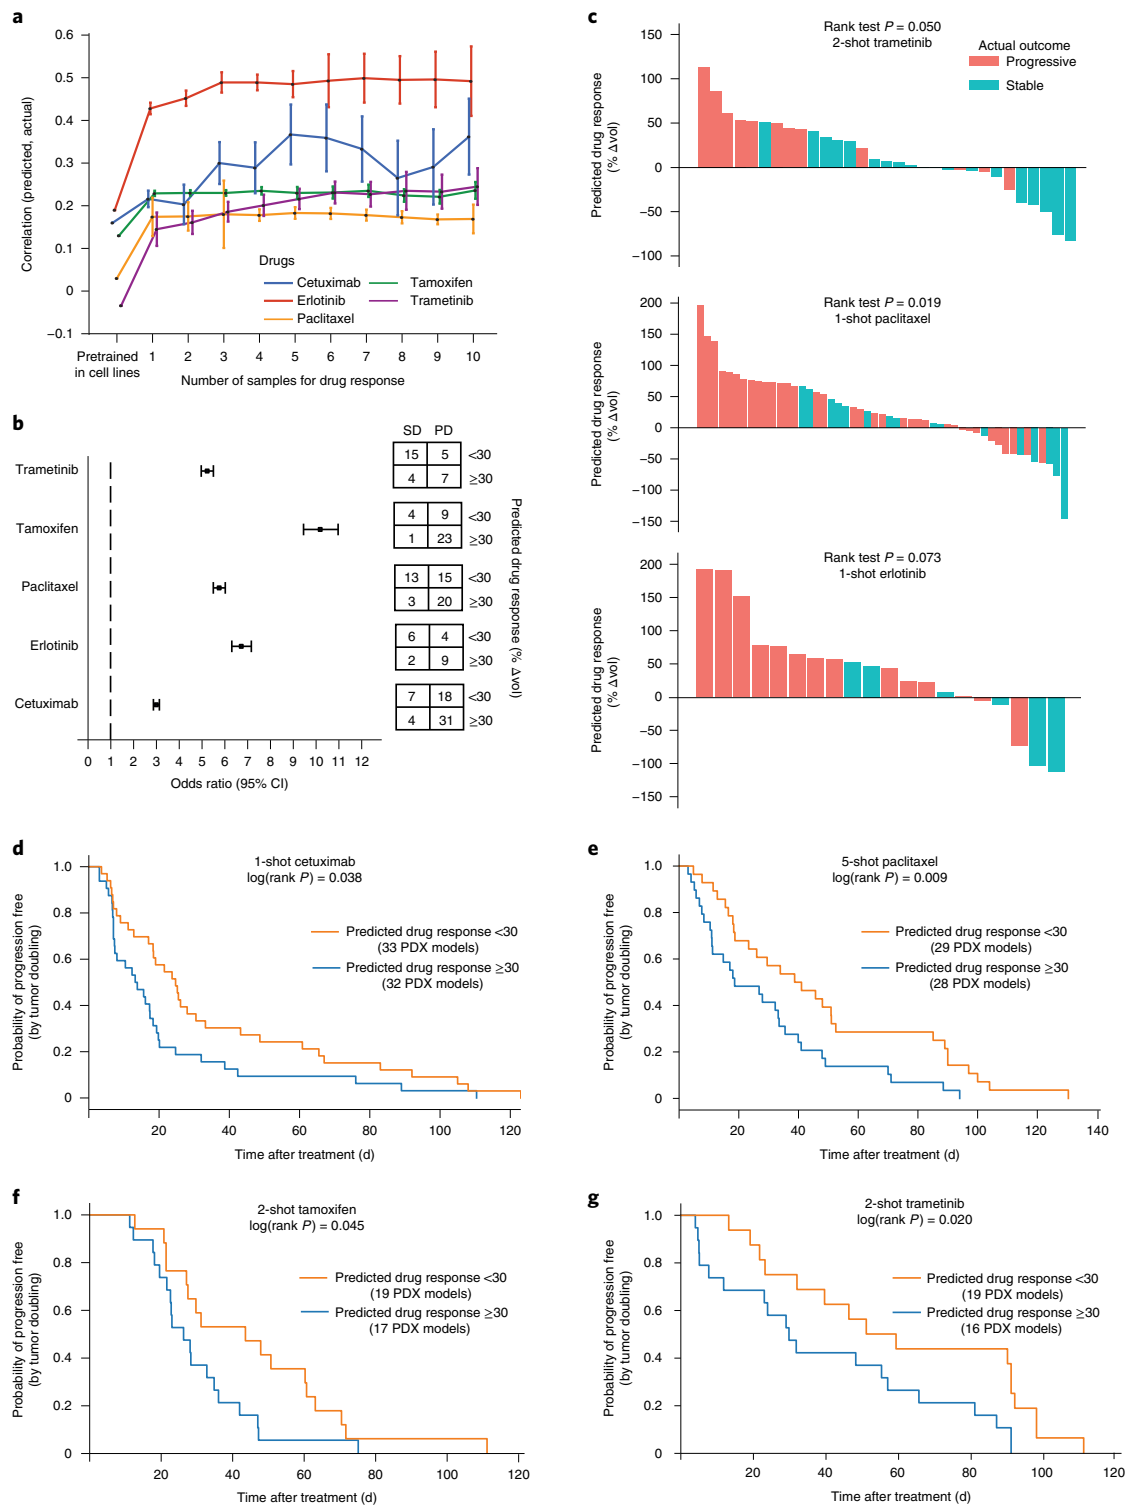 a
0.6
0.5
0.4
0.3
0.2
0.1
0
−0.1
Correlation (predicted, actual)
Drugs
Cetuximab
Tamoxifen
Erlotinib
Trametinib
Paclitaxel
Pretrained
in cell lines
1 2 3 4 5 6 7 8 9 10
Number of samples for drug response
b
SD PD
Trametinib
15 5 <30
4 7 ≥30
Tamoxifen
4 9 <30
1 23 ≥30
Paclitaxel
13 15 <30
3 20 ≥30
Erlotinib
6 4 <30
2 9 ≥30
Cetuximab
7 18 <30
4 31 ≥30
Predicted drug response (% Δvol)
0 1 2 3 4 5 6 7 8 9 10 11 12
Odds ratio (95% CI)
c
Rank test P = 0.050
2-shot trametinib
Actual outcome
Progressive
Stable
150
100
50
0
−50
−100
Predicted drug response
(% Δvol)
Rank test P = 0.019
1-shot paclitaxel
200
150
100
50
0
−50
−100
−150
Predicted drug response
(% Δvol)
Rank test P = 0.073
1-shot erlotinib
200
150
100
50
0
−50
−100
−150
Predicted drug response
(% Δvol)
d
1-shot cetuximab
log(rank P) = 0.038
Predicted drug response <30
(33 PDX models)
Predicted drug response ≥30
(32 PDX models)
1.0
0.8
0.6
0.4
0.2
0
Probability of progression free
(by tumor doubling)
20 40 60 80 100 120
Time after treatment (d)
e
5-shot paclitaxel
log(rank P) = 0.009
Predicted drug response <30
(29 PDX models)
Predicted drug response ≥30
(28 PDX models)
1.0
0.8
0.6
0.4
0.2
0
Probability of progression free
(by tumor doubling)
20 40 60 80 100 120 140
Time after treatment (d)
f
2-shot tamoxifen
log(rank P) = 0.045
Predicted drug response <30
(19 PDX models)
Predicted drug response ≥30
(17 PDX models)
1.0
0.8
0.6
0.4
0.2
0
Probability of progression free
(by tumor doubling)
20 40 60 80 100 120
Time after treatment (d)
g
2-shot trametinib
log(rank P) = 0.020
Predicted drug response <30
(19 PDX models)
Predicted drug response ≥30
(16 PDX models)
1.0
0.8
0.6
0.4
0.2
0
Probability of progression free
(by tumor doubling)
20 40 60 80 100 120
Time after treatment (d)